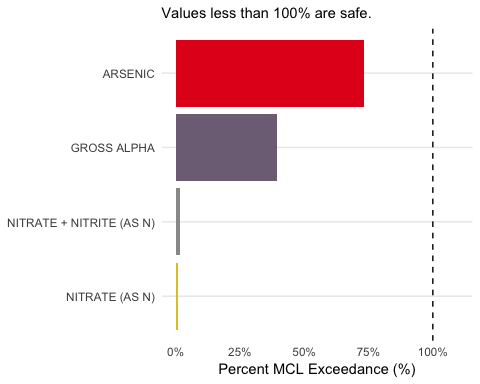 Values less than 100% are safe.
ARSENIC
GROSS ALPHA
NITRATE + NITRITE (AS N)
NITRATE (AS N)
0% 25% 50% 75% 100%
Percent MCL Exceedance (%)